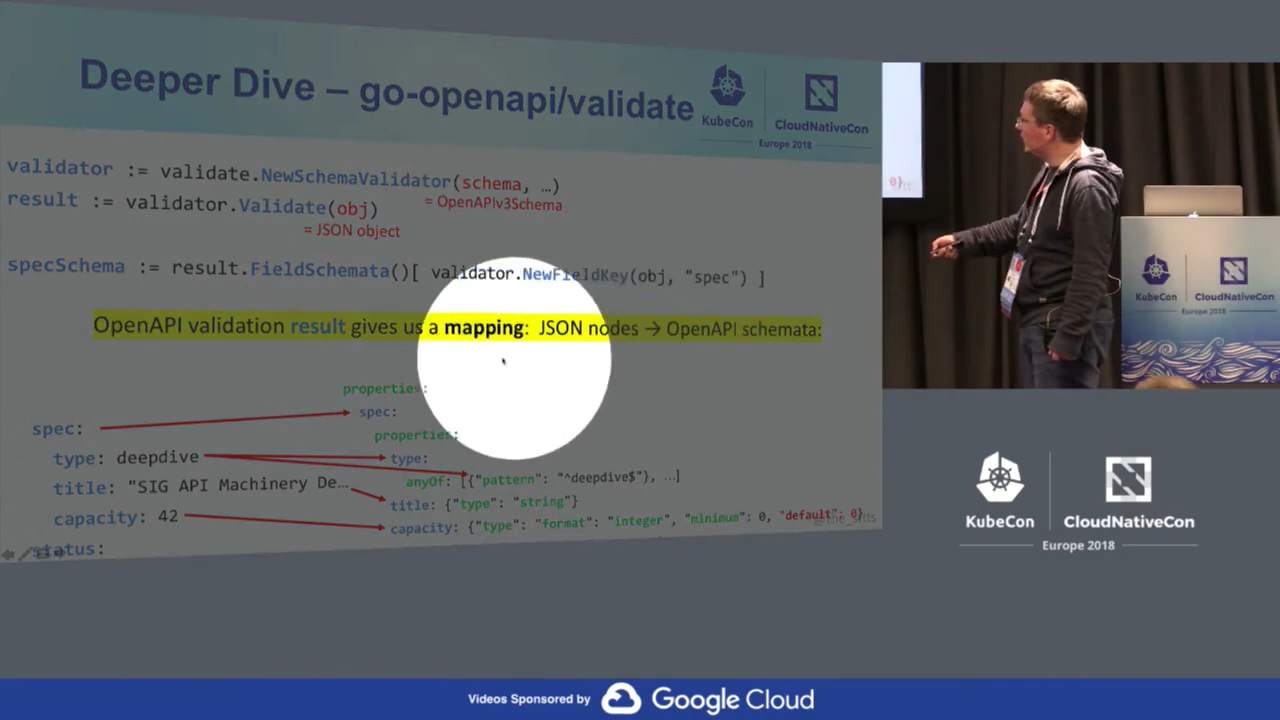 Deeper Dive – go-openapi/validate
KubeCon
CloudNativeCon
Europe 2018
validator := validate.NewSchemaValidator(schema, …)
= OpenAPIv3Schema
result := validator.Validate(obj)
= JSON object
specSchema := result.FieldSchemata()[ validator.NewFieldKey(obj, "spec") ]
OpenAPI validation result gives us a mapping: JSON nodes → OpenAPI schemata:
properties:
spec:
properties:
type:
anyOf: [{"pattern": "^deepdive$"}, …]
title: {"type": "string"}
capacity: {"type": "format": "integer", "minimum": 0, "default": 0}
spec:
type: deepdive
title: "SIG API Machinery De…
capacity: 42
status:
0}
KubeCon
CloudNativeCon
Europe 2018
KubeCon
CloudNativeCon
Europe 2018
Videos Sponsored by Google Cloud